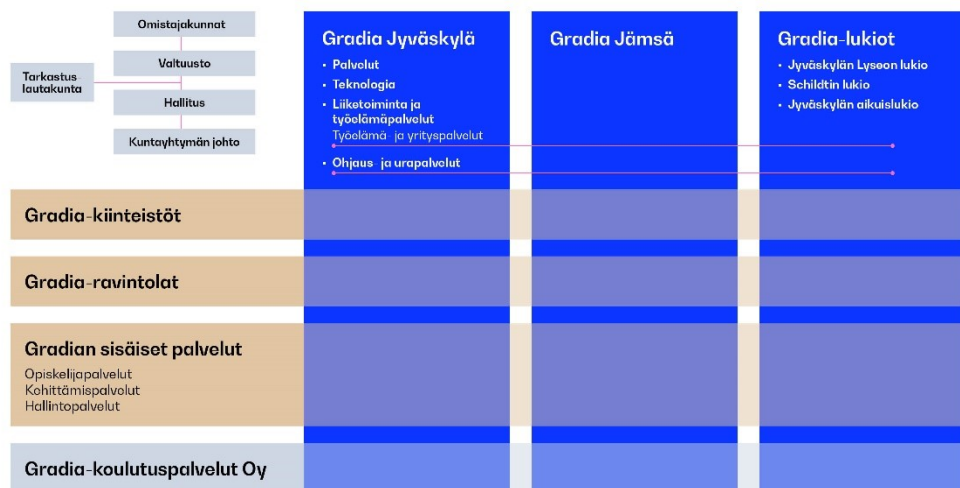 Omistajakunnat
Valtuusto
Tarkastus
lautakunta
Hallitus
Kuntayhtymän johto
Gradia Jyväskylä
• Palvelut
• Teknologia
• Liiketoiminta ja
työelämäpalvelut
Työelämä- ja yrityspalvelut
• Ohjaus- ja urapalvelut
Gradia Jämsä
Gradia-lukiot
• Jyväskylän Lyseon lukio
• Schildtin lukio
• Jyväskylän aikuislukio
Gradia-kiinteistöt
Gradia-ravintolat
Gradian sisäiset palvelut
Opiskelijapalvelut
Kehittämispalvelut
Hallintopalvelut
Gradia-koulutuspalvelut Oy